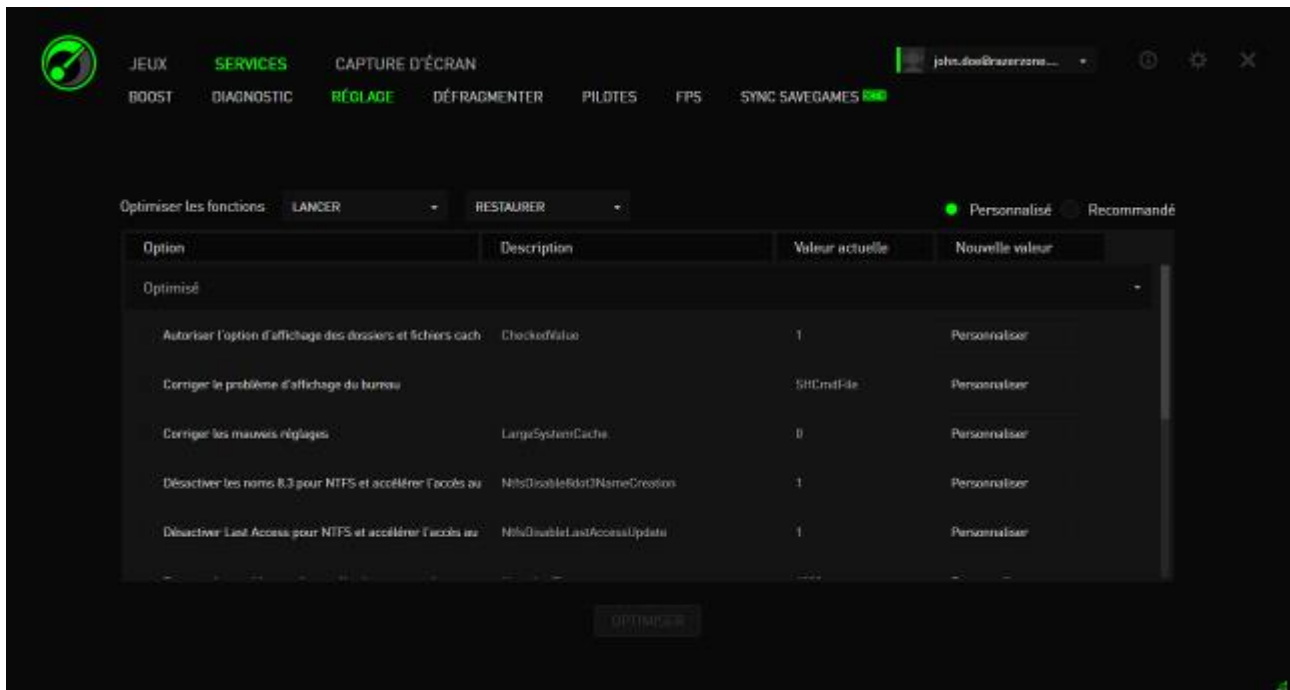 JEUX SERVICES CAPTURE D'ÉCRAN
BOOST DIAGNOSTIC RÉGLAGE DÉFRAGMENTER PILOTES FPS SYNC SAVEGAMES
Optimiser les fonctions LANCER RESTAURER Personnalisé Recommandé
Option Description Valeur actuelle Nouvelle valeur
Optimisé
Autoriser l'option d'affichage des dossiers et fichiers cach CheckedValue 1 Personnaliser
Corriger le problème d'affichage du bureau SHCmdFile Personnaliser
Corriger les mauvais réglages LargeSystemCache 0 Personnaliser
Désactiver les noms 8.3 pour NTFS et accélérer l'accès au NtfsDisable8dot3NameCreation 1 Personnaliser
Désactiver Last Access pour NTFS et accélérer l'accès au NtfsDisableLastAccessUpdate 1 Personnaliser
OPTIMISER